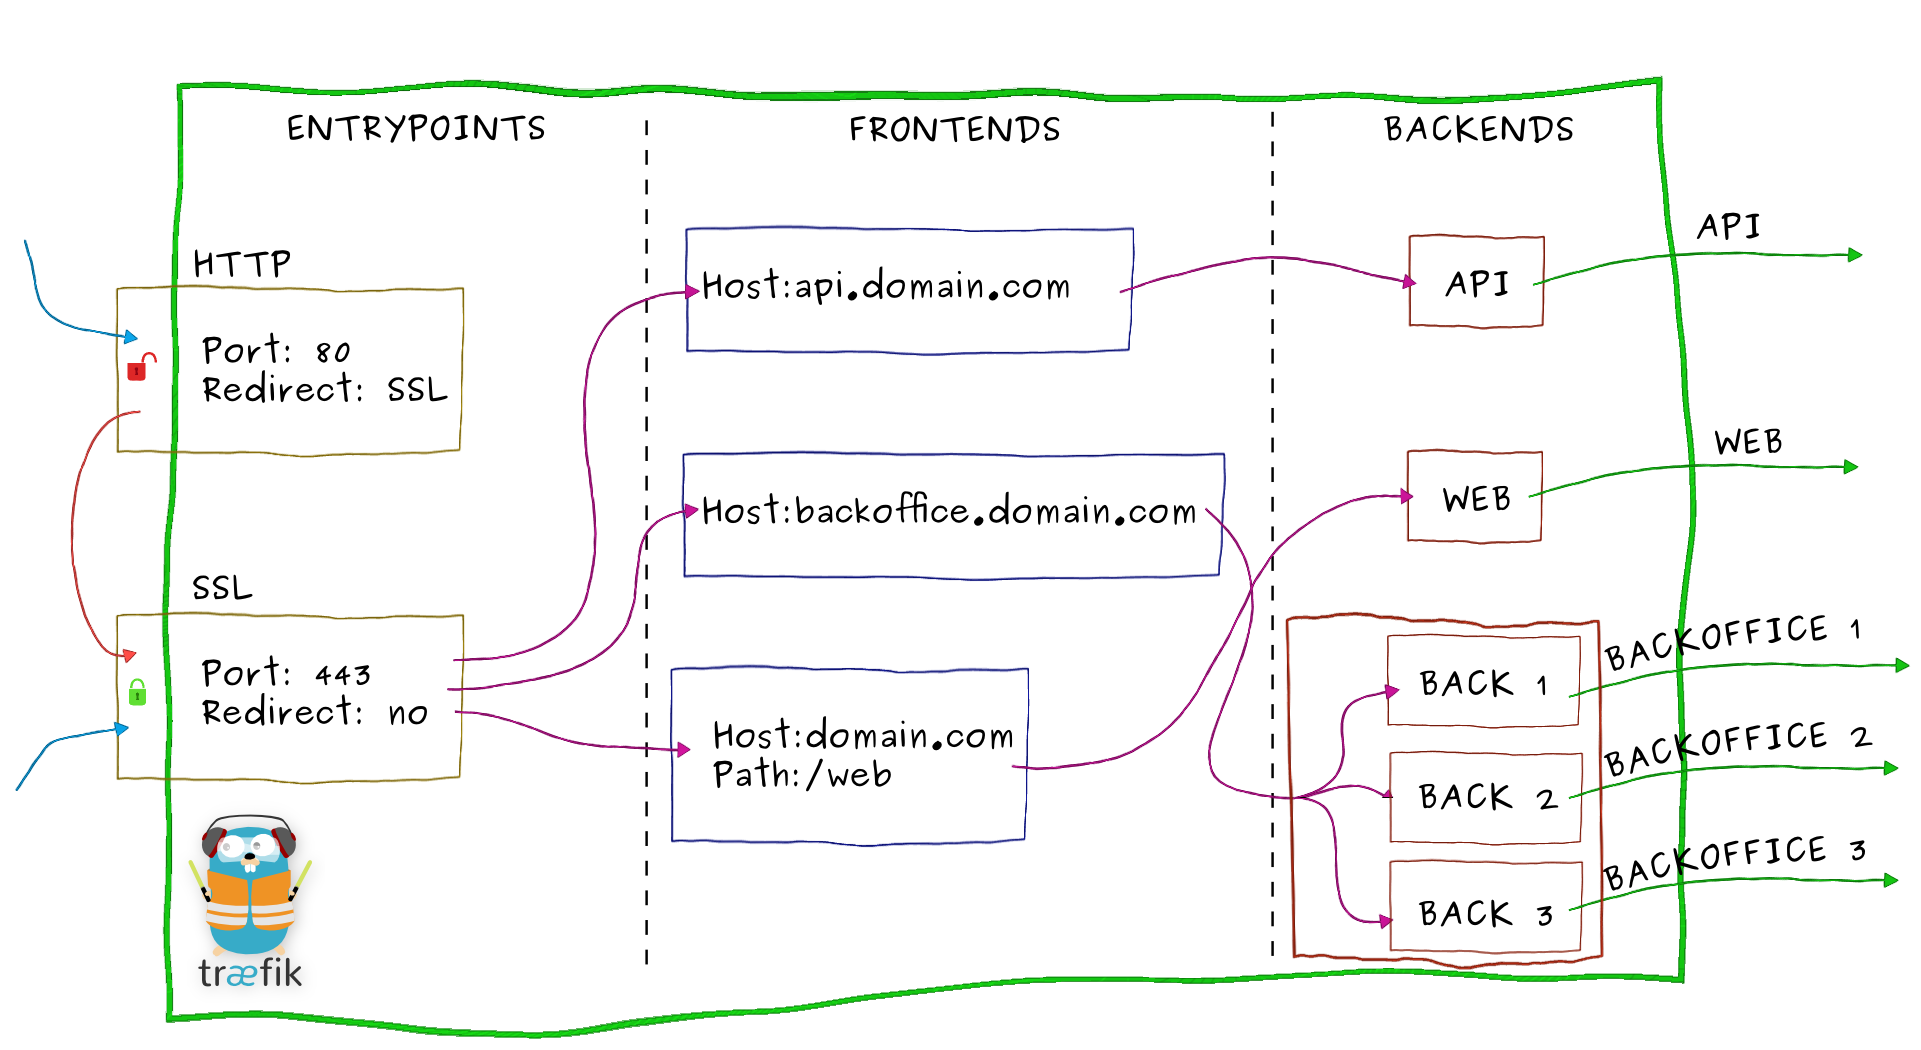 ENTRYPOINTS
FRONTENDS
BACKENDS
HTTP
Port: 80
Redirect: SSL
SSL
Port: 443
Redirect: no
træfik
Host:api.domain.com
Host:backoffice.domain.com
Host:domain.com
Path:/web
API
WEB
BACK 1
BACK 2
BACK 3
API
WEB
BACKOFFICE 1
BACKOFFICE 2
BACKOFFICE 3